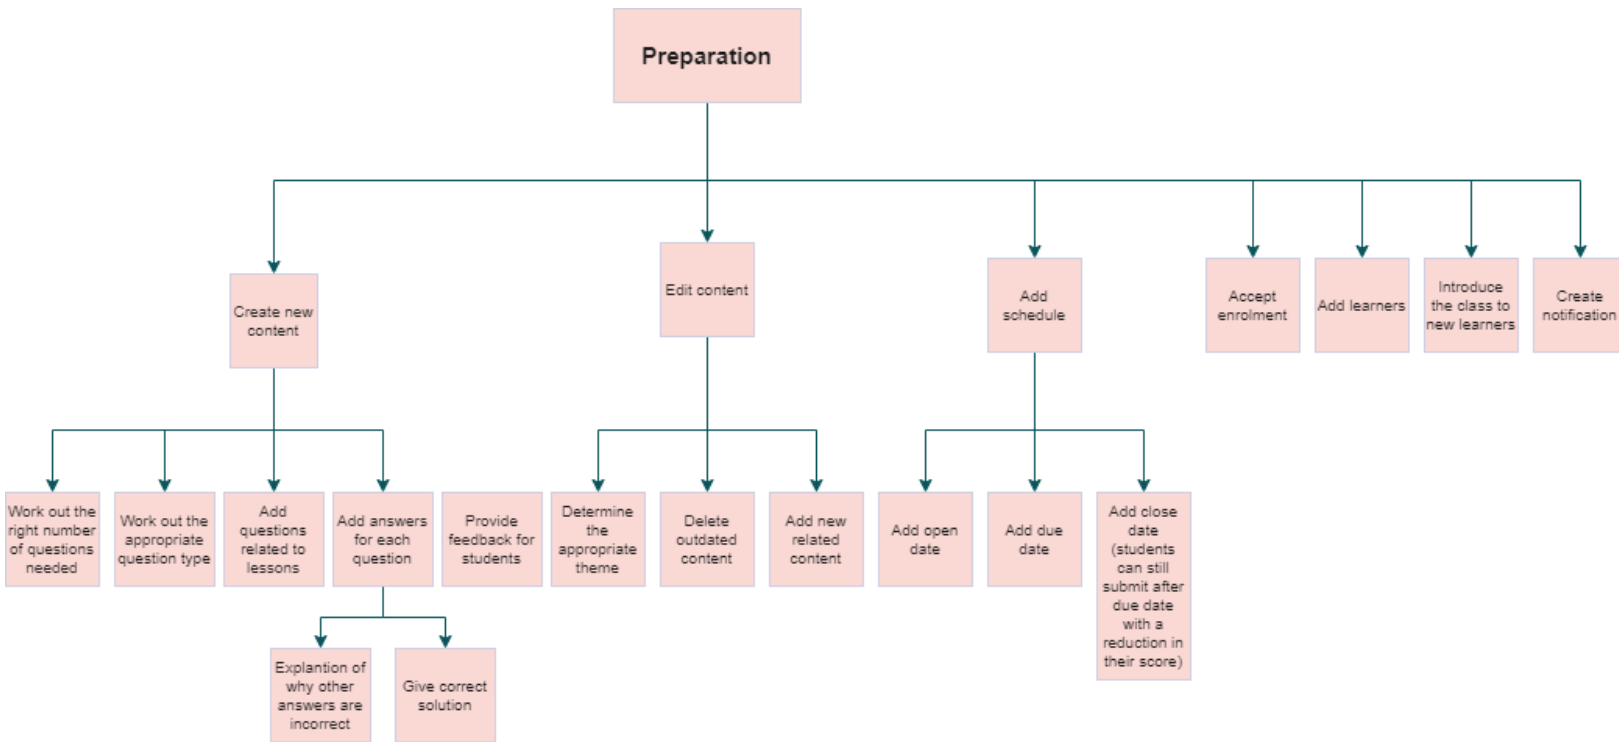 Preparation
Create new
content
Edit content
Add
schedule
Accept
enrolment
Add learners
Introduce
the class to
new learners
Create
notification
Work out the
right number
of questions
needed
Work out the
appropriate
question type
Add
questions
related to
lessons
Add answers
for each
question
Provide
feedback for
students
Determine
the
appropriate
theme
Delete
outdated
content
Add new
related
content
Add open
date
Add due
date
Add close
date
(students
can still
submit after
due date
with a
reduction in
their score)
Explantion of
why other
answers are
incorrect
Give correct
solution